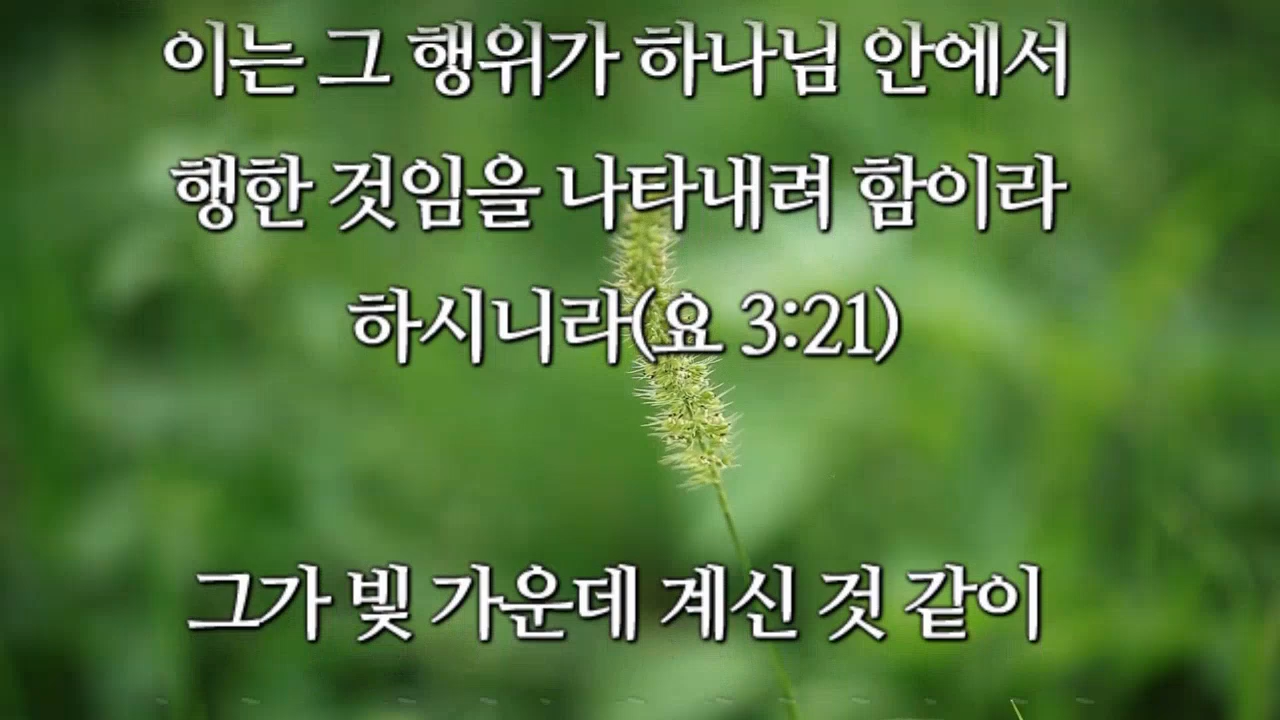 이는 그 행위가 하나님 안에서
행한 것임을 나타내려 함이라
하시니라(요 3:21)
그가 빛 가운데 계신 것 같이